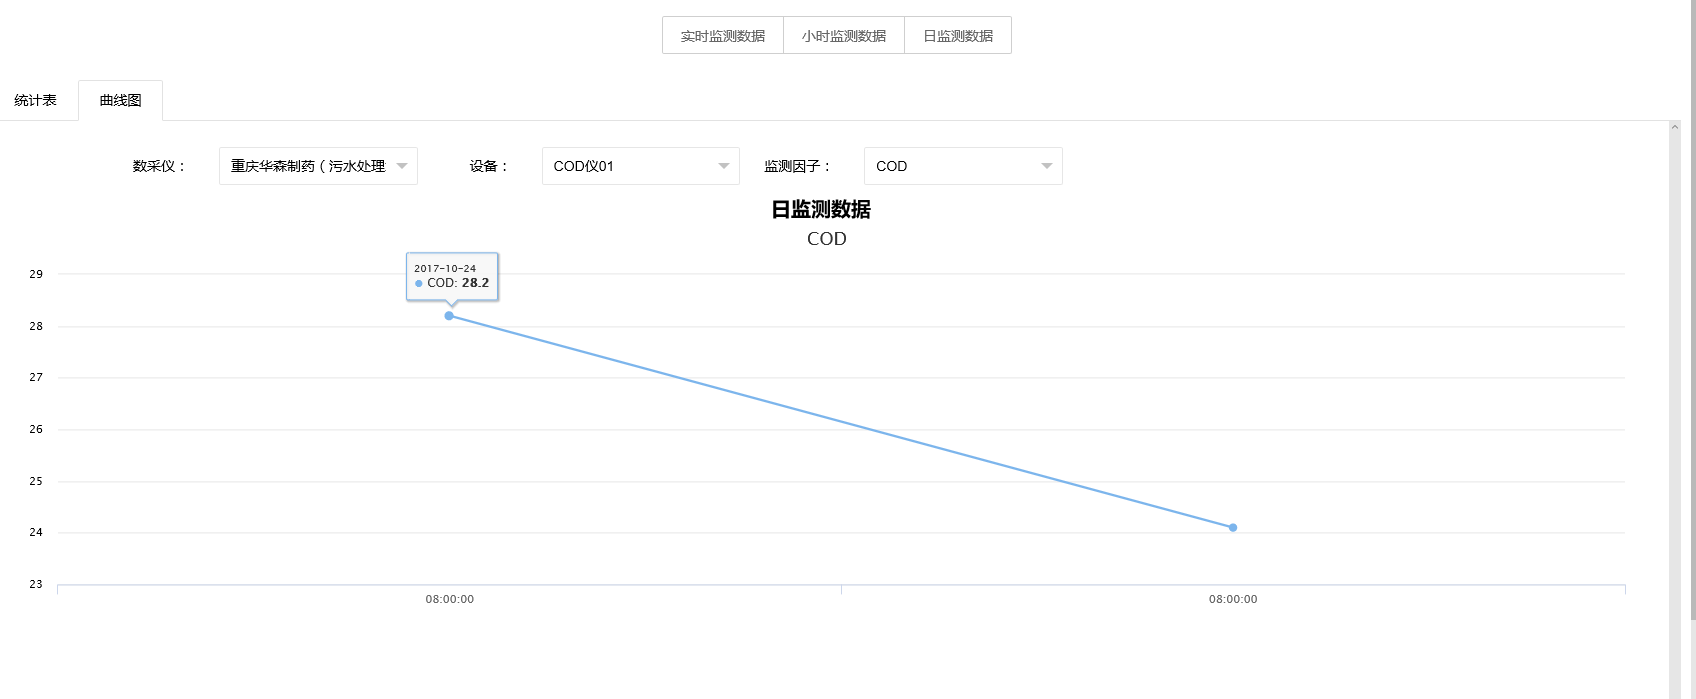 实时监测数据 小时监测数据 日监测数据
统计表 曲线图
数采仪： 重庆华森制药（污水处理 设备： COD仪01 监测因子： COD
日监测数据
COD
2017-10-24
COD: 28.2
29
28
27
26
25
24
23
08:00:00 08:00:00